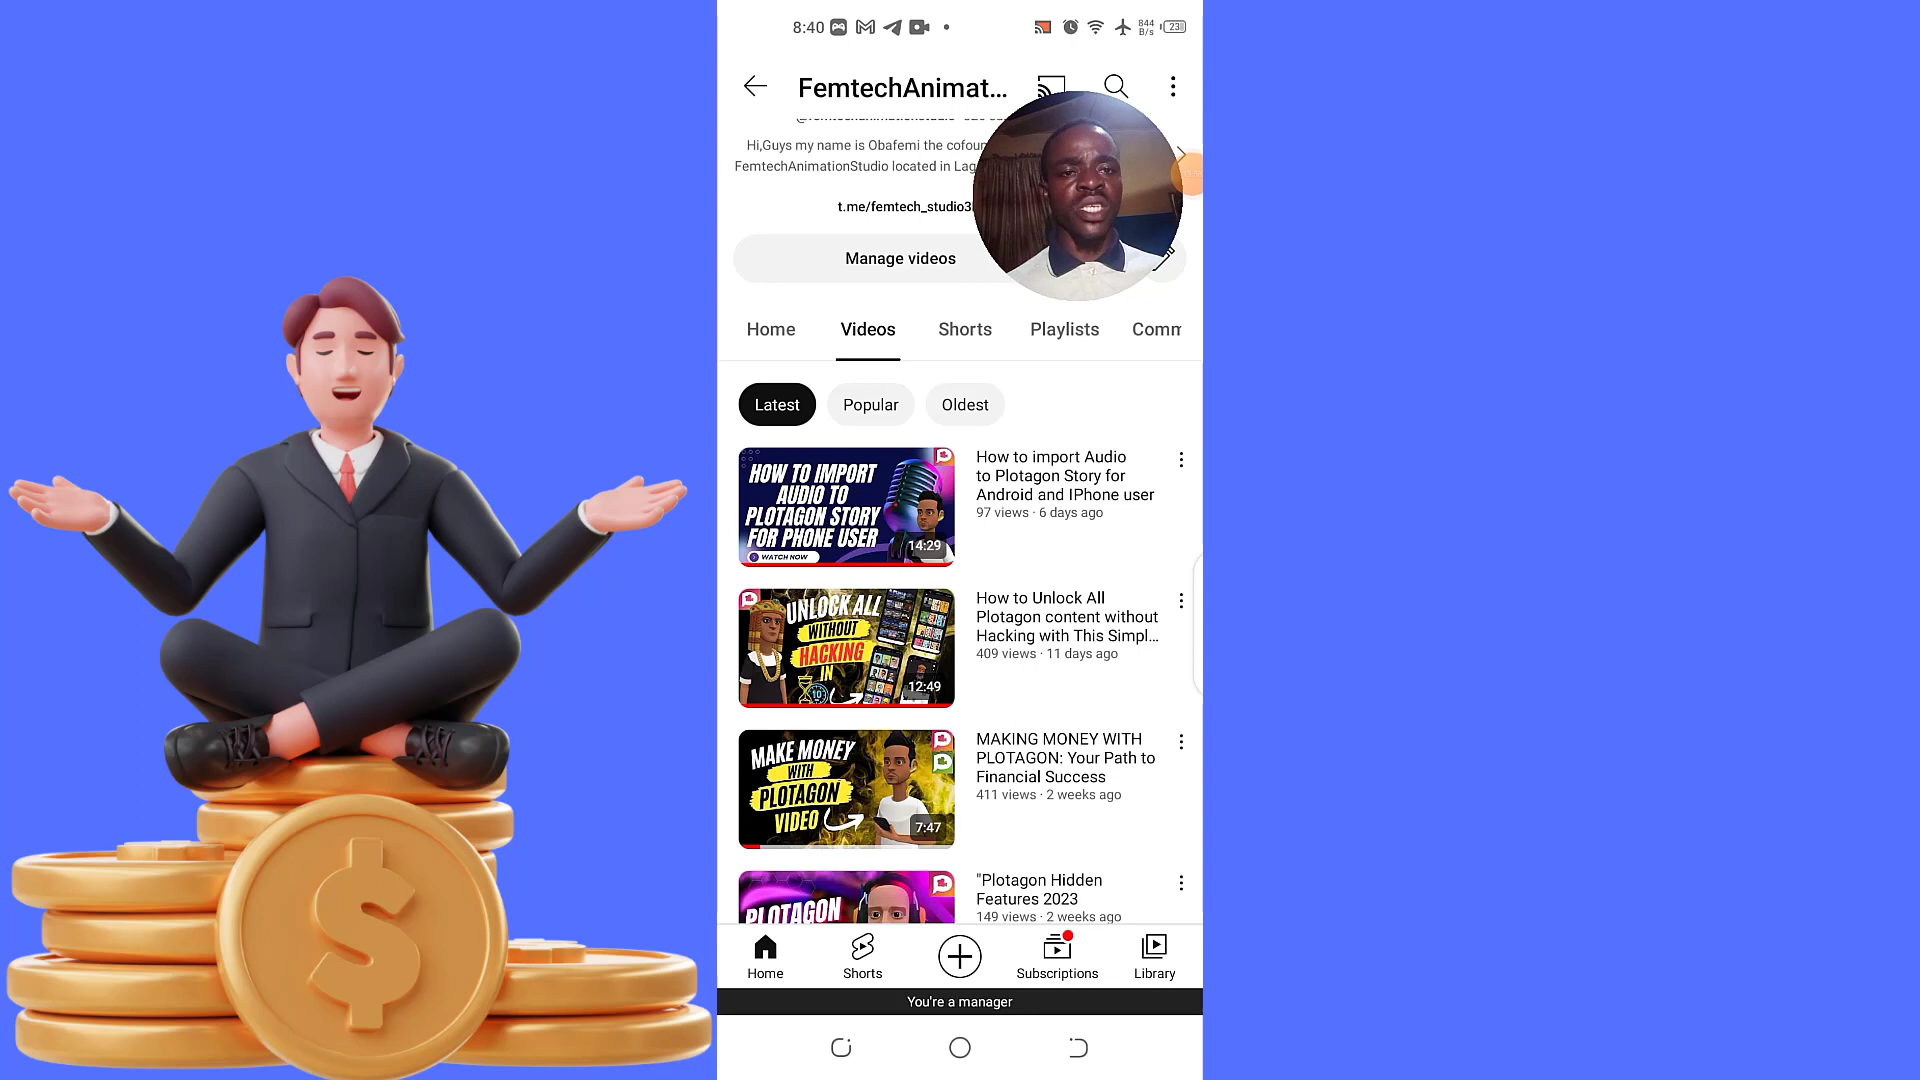 8:40
844
B/s
23
FemtechAnimat...
Hi,Guys my name is Obafemi the cofou
FemtechAnimationStudio located in Lag
t.me/femtech_studio3
Manage videos
Home Videos Shorts Playlists Comm
Latest Popular Oldest
HOW TO IMPORT
AUDIO TO
PLOTAGON STORY
FOR PHONE USER
WATCH NOW
14:29
How to import Audio
to Plotagon Story for
Android and IPhone user
97 views · 6 days ago
UNLOCK ALL
WITHOUT
HACKING
IN
10
12:49
How to Unlock All
Plotagon content without
Hacking with This Simpl...
409 views · 11 days ago
MAKE MONEY
WITH
PLOTAGON
VIDEO
7:47
MAKING MONEY WITH
PLOTAGON: Your Path to
Financial Success
411 views · 2 weeks ago
PLOTAGON
"Plotagon Hidden
Features 2023
149 views · 2 weeks ago
Home Shorts Subscriptions Library
You're a manager